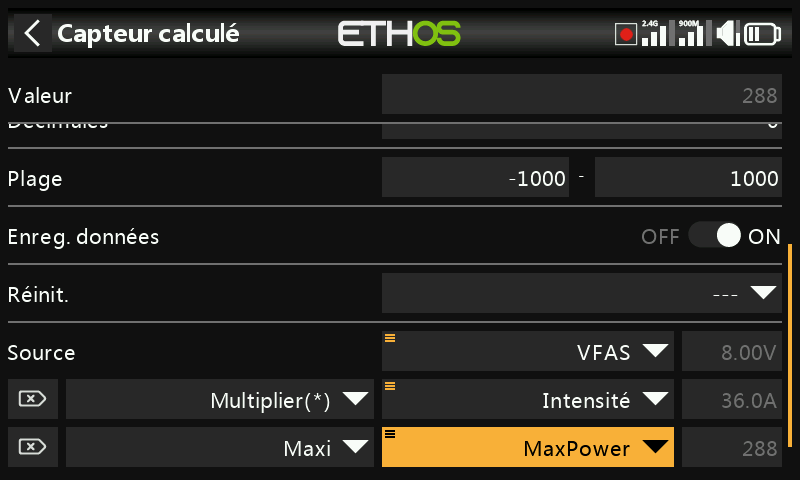 Capteur calculé ETHOS 2.4G 900M
Valeur 288
Décimales 0
Plage -1000 - 1000
Enreg. données OFF ON
Réinit. ---
Source VFAS 8.00V
Multiplier(*) Intensité 36.0A
Maxi MaxPower 288